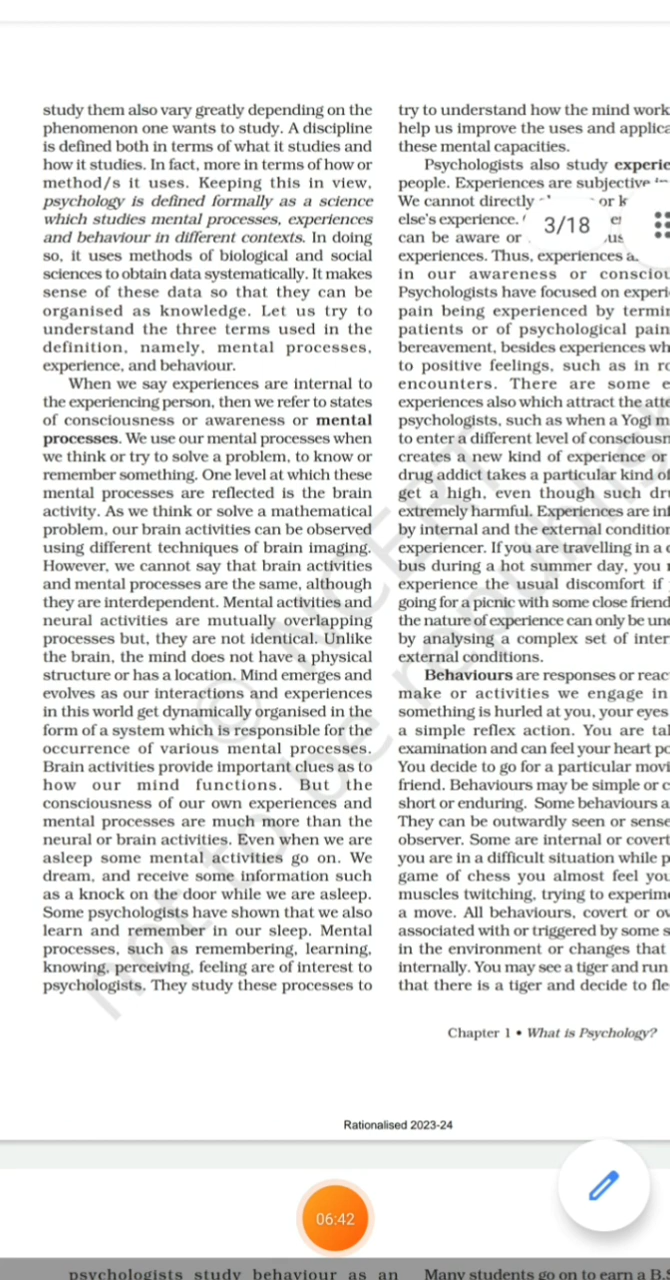 study them also vary greatly depending on the
phenomenon one wants to study. A discipline
is defined both in terms of what it studies and
how it studies. In fact, more in terms of how or
method/s it uses. Keeping this in view,
psychology is defined formally as a science
which studies mental processes, experiences
and behaviour in different contexts. In doing
so, it uses methods of biological and social
sciences to obtain data systematically. It makes
sense of these data so that they can be
organised as knowledge. Let us try to
understand the three terms used in the
definition, namely, mental processes,
experience, and behaviour.
When we say experiences are internal to
the experiencing person, then we refer to states
of consciousness or awareness or mental
processes. We use our mental processes when
we think or try to solve a problem, to know or
remember something. One level at which these
mental processes are reflected is the brain
activity. As we think or solve a mathematical
problem, our brain activities can be observed
using different techniques of brain imaging.
However, we cannot say that brain activities
and mental processes are the same, although
they are interdependent. Mental activities and
neural activities are mutually overlapping
processes but, they are not identical. Unlike
the brain, the mind does not have a physical
structure or has a location. Mind emerges and
evolves as our interactions and experiences
in this world get dynamically organised in the
form of a system which is responsible for the
occurrence of various mental processes.
Brain activities provide important clues as to
how our mind functions. But the
consciousness of our own experiences and
mental processes are much more than the
neural or brain activities. Even when we are
asleep some mental activities go on. We
dream, and receive some information such
as a knock on the door while we are asleep.
Some psychologists have shown that we also
learn and remember in our sleep. Mental
processes, such as remembering, learning,
knowing, perceiving, feeling are of interest to
psychologists. They study these processes to
try to understand how the mind work
help us improve the uses and applica
these mental capacities.
Psychologists also study experie
people. Experiences are subjective
We cannot directly or k
else's experience.
3/18
can be aware or
experiences. Thus, experiences a
in our awareness or consciou
Psychologists have focused on experi
pain being experienced by termin
patients or of psychological pain
bereavement, besides experiences wh
to positive feelings, such as in ro
encounters. There are some e
experiences also which attract the atte
psychologists, such as when a Yogi m
to enter a different level of consciousn
creates a new kind of experience or
drug addict takes a particular kind of
get a high, even though such dru
extremely harmful. Experiences are inf
by internal and the external condition
experiencer. If you are travelling in a c
bus during a hot summer day, you
experience the usual discomfort if
going for a picnic with some close friend
the nature of experience can only be und
by analysing a complex set of inter
external conditions.
Behaviours are responses or reac
make or activities we engage in
something is hurled at you, your eyes
a simple reflex action. You are tak
examination and can feel your heart po
You decide to go for a particular movi
friend. Behaviours may be simple or c
short or enduring. Some behaviours a
They can be outwardly seen or sense
observer. Some are internal or covert
you are in a difficult situation while p
game of chess you almost feel you
muscles twitching, trying to experime
a move. All behaviours, covert or ov
associated with or triggered by some s
in the environment or changes that
internally. You may see a tiger and run
that there is a tiger and decide to fle
Chapter 1 • What is Psychology?
Rationalised 2023-24
06:42
psychologists study behaviour as an
Many students go on to earn a B.